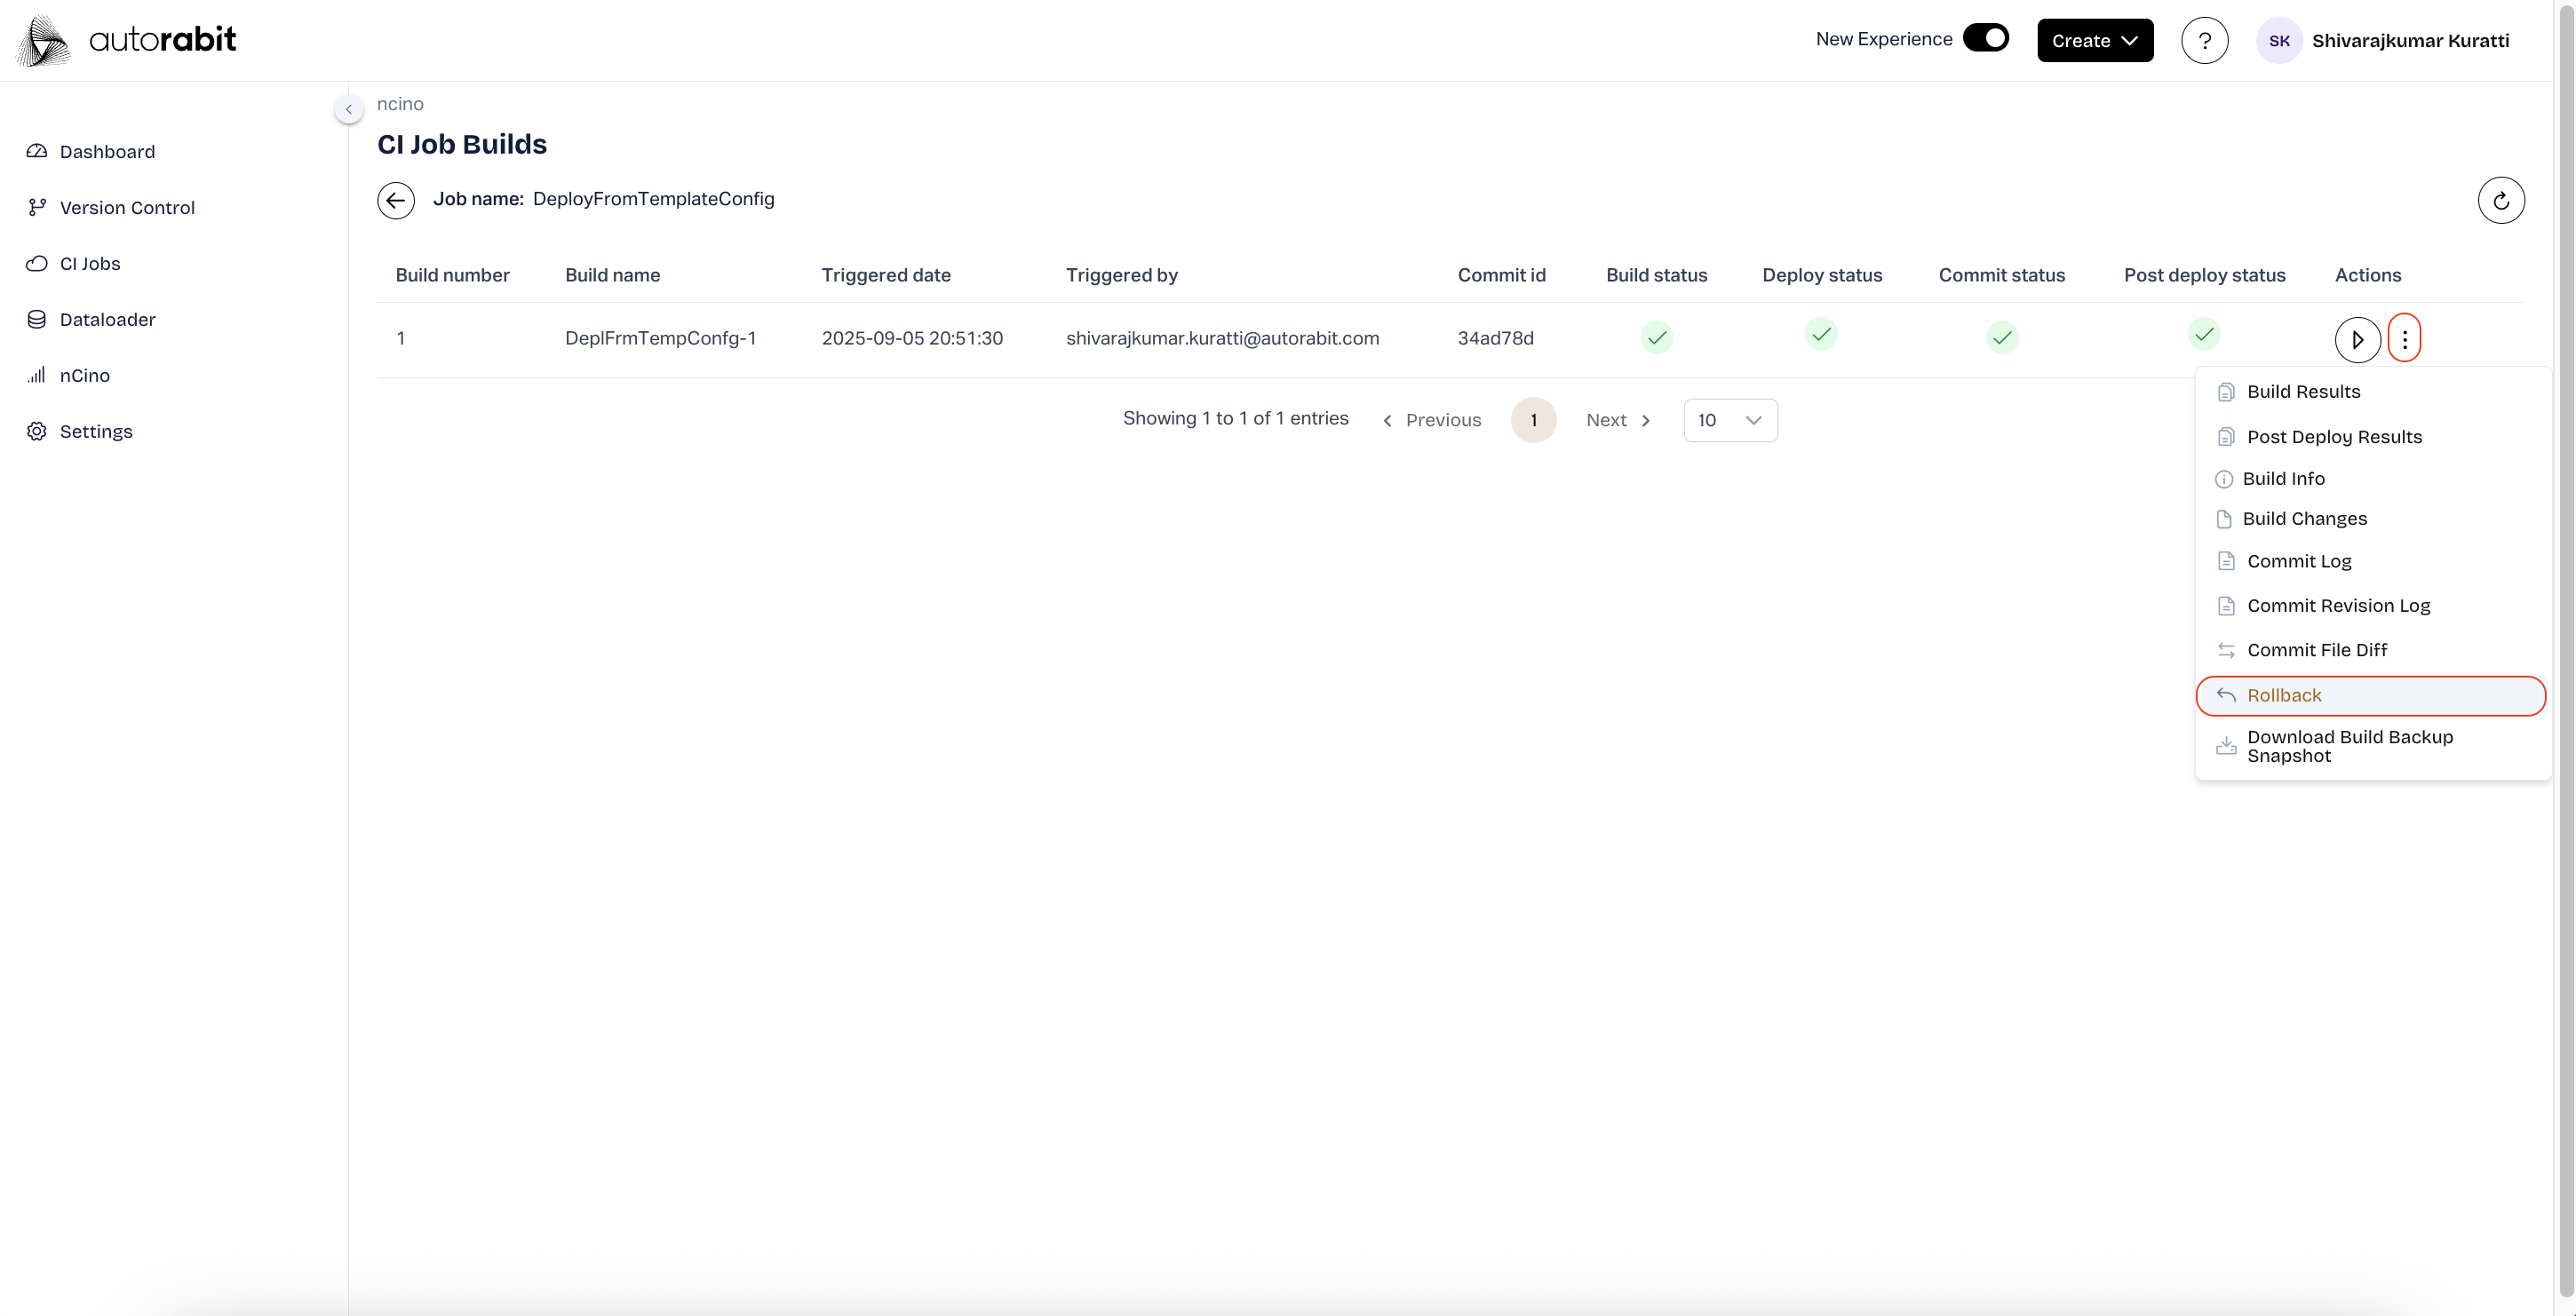 autorabit
New Experience
Create
?
SK
Shivarajkumar Kuratti
Dashboard
Version Control
CI Jobs
Dataloader
nCino
Settings
ncino
CI Job Builds
Job name: DeployFromTemplateConfig
Build number Build name Triggered date Triggered by Commit id Build status Deploy status Commit status Post deploy status Actions
1 DeplFrmTempConfg-1 2025-09-05 20:51:30 shivarajkumar.kuratti@autorabit.com 34ad78d
Showing 1 to 1 of 1 entries Previous 1 Next 10
Build Results
Post Deploy Results
Build Info
Build Changes
Commit Log
Commit Revision Log
Commit File Diff
Rollback
Download Build Backup
Snapshot